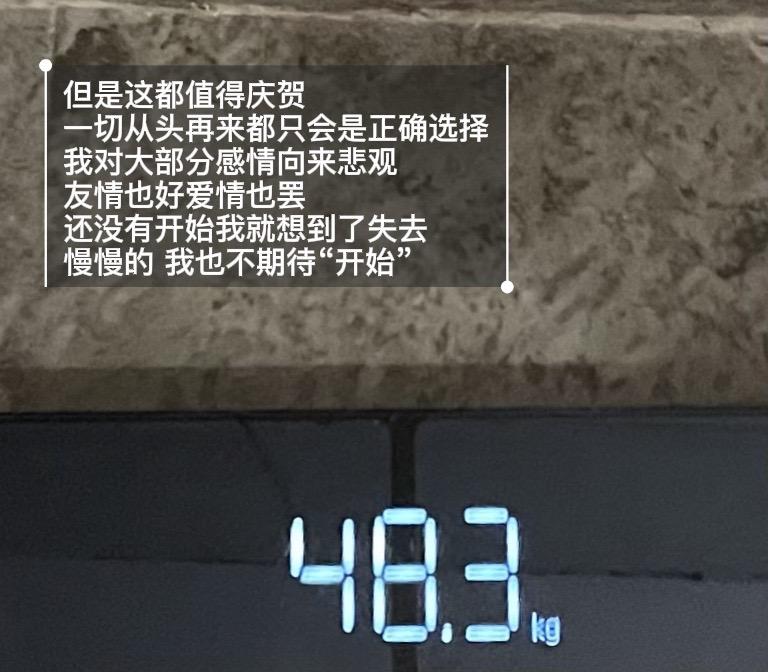 但是这都值得庆贺
一切从头再来都只会是正确选择
我对大部分感情向来悲观
友情也好爱情也罢
还没有开始我就想到了失去
慢慢的 我也不期待“开始”
48.3 kg